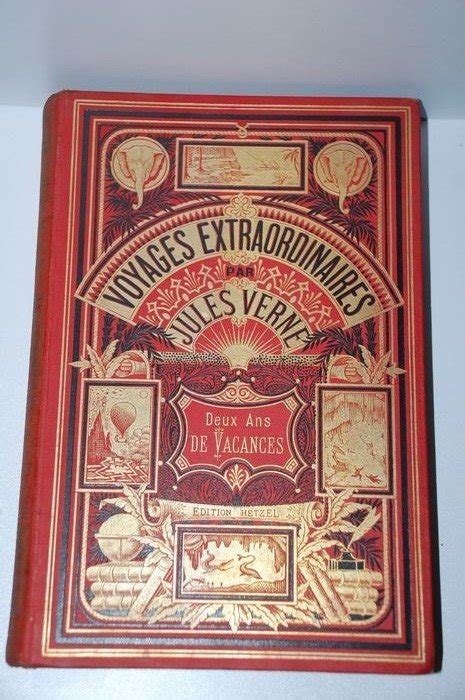 VOYAGES EXTRAORDINAIRES
PAR
JULES VERNE
Deux Ans
DE VACANCES
EDITION HETZEL